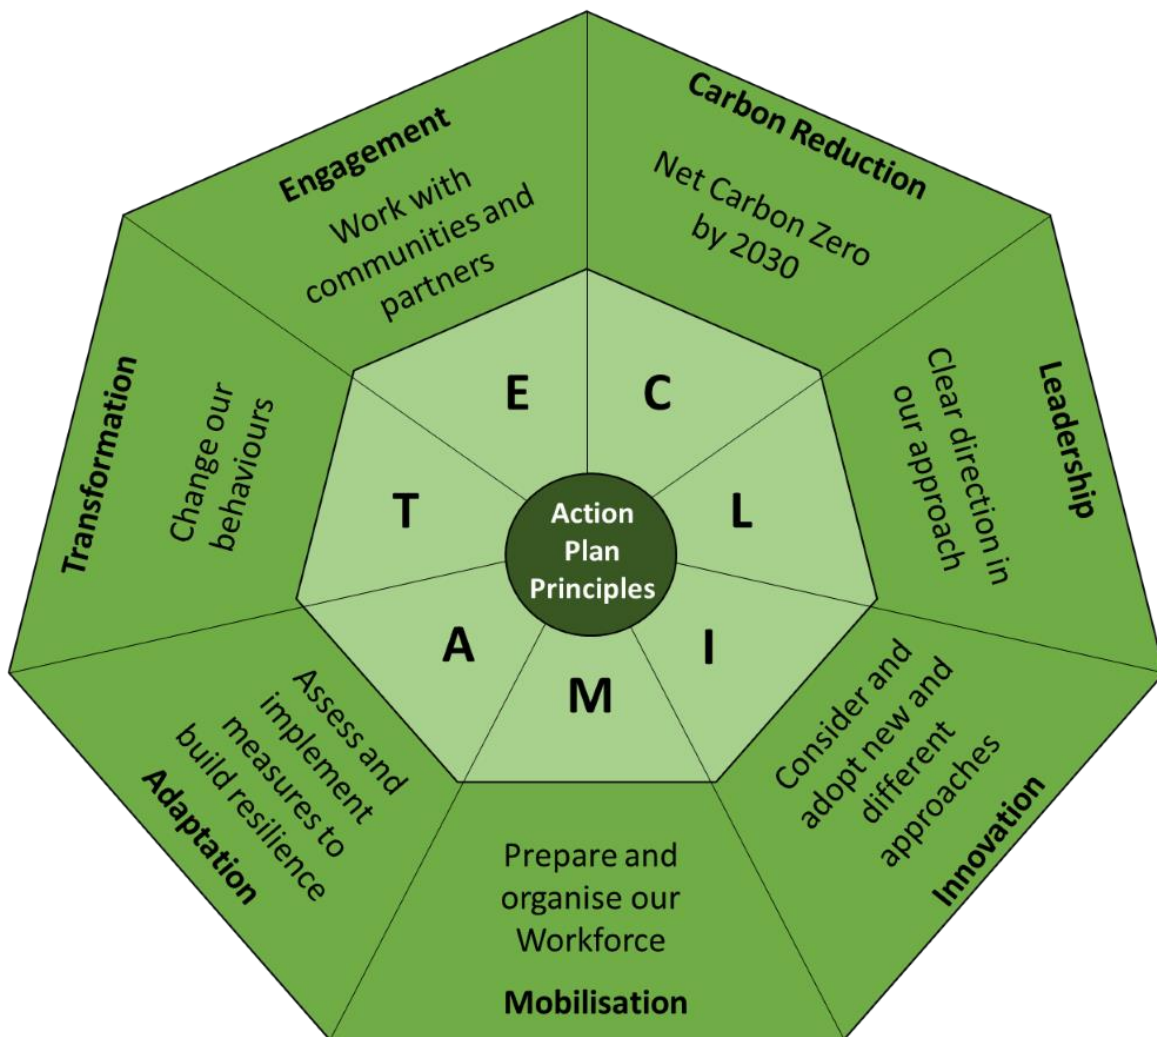 Carbon Reduction
Net Carbon Zero
by 2030
C
Leadership
Clear direction in
our approach
L
Innovation
Consider and
adopt new and
different
approaches
I
Prepare and
organise our
Workforce
Mobilisation
M
Assess and
implement
measures to
build resilience
Adaptation
A
Transformation
Change our
behaviours
T
Engagement
Work with
communities and
partners
E
Action
Plan
Principles